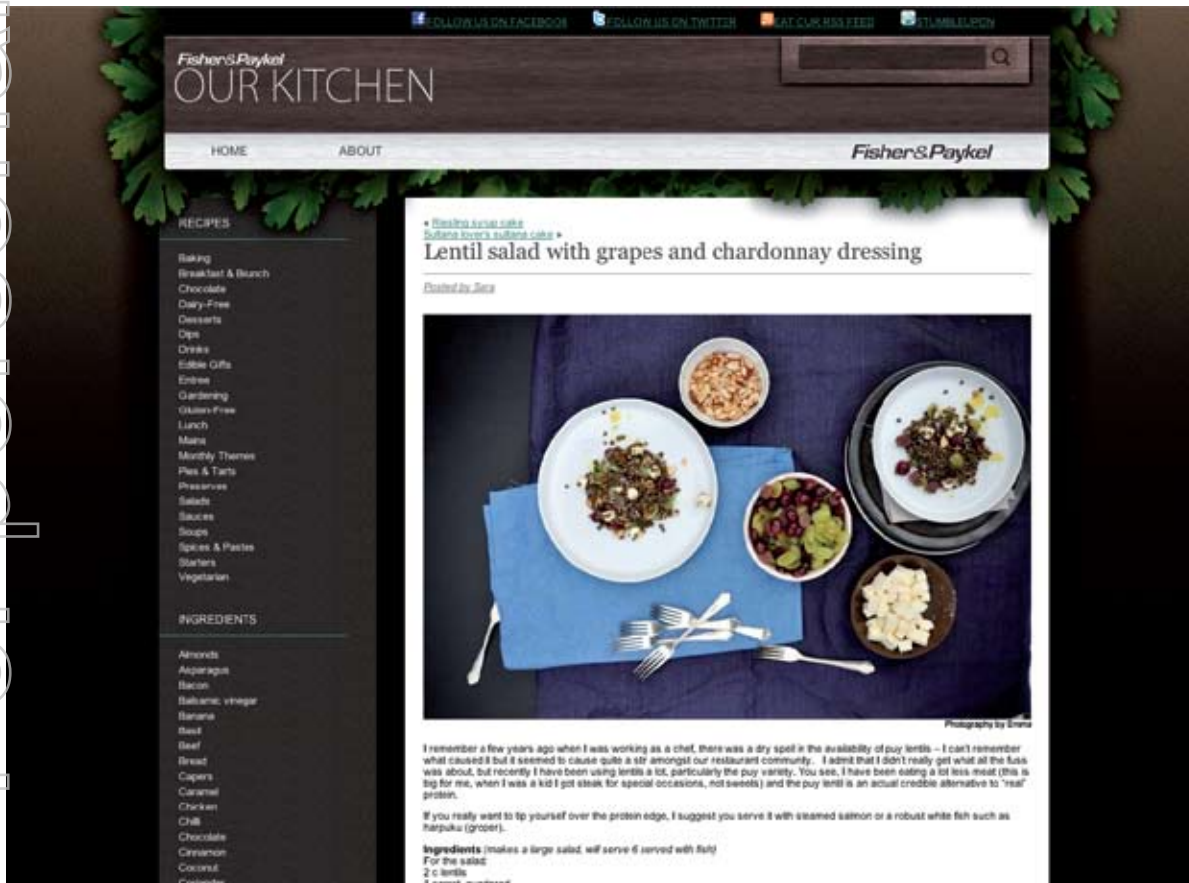 FOLLOW US ON FACEBOOK
FOLLOW US ON TWITTER
EAT OUR RSS FEED
STUMBLEUPON
Fisher&Paykel
OUR KITCHEN
HOME
ABOUT
Fisher&Paykel
RECIPES
Baking
Breakfast & Brunch
Chocolate
Dairy-Free
Desserts
Dips
Drinks
Edible Gifts
Entree
Gardening
Gluten-Free
Lunch
Mains
Monthly Themes
Pies & Tarts
Preserves
Salads
Sauces
Soups
Spices & Pastes
Starters
Vegetarian
INGREDIENTS
Almonds
Asparagus
Bacon
Balsamic vinegar
Banana
Basil
Beef
Bread
Capers
Caramel
Chicken
Chilli
Chocolate
Cinnamon
Coconut
Coriander
« Riesling syrup cake
Sultana lover's sultana cake »
Lentil salad with grapes and chardonnay dressing
Posted by Sara
Photography by Emma
I remember a few years ago when I was working as a chef, there was a dry spell in the availability of puy lentils – I can't remember
what caused it but it seemed to cause quite a stir amongst our restaurant community. I admit that I didn't really get what all the fuss
was about, but recently I have been using lentils a lot, particularly the puy variety. You see, I have been eating a lot less meat (this is
big for me, when I was a kid I got steak for special occasions, not sweets) and the puy lentil is an actual credible alternative to "real"
protein.
If you really want to tip yourself over the protein edge, I suggest you serve it with steamed salmon or a robust white fish such as
harpuku (groper).
Ingredients (makes a large salad, will serve 6 served with fish)
For the salad:
2 c lentils